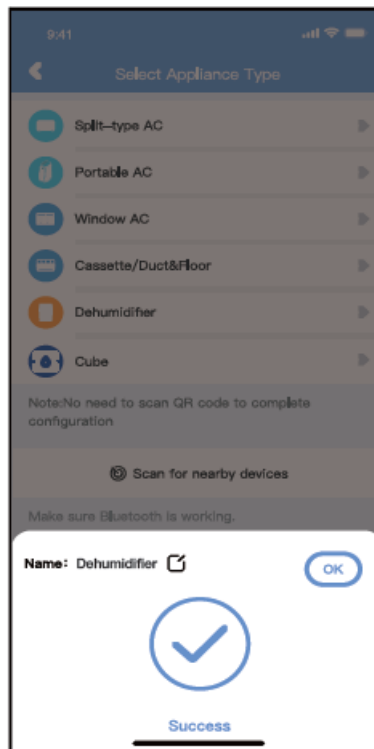 9:41
Select Appliance Type
Split-type AC
Portable AC
Window AC
Cassette/Duct&Floor
Dehumidifier
Cube
Note:No need to scan QR code to complete
configuration
Scan for nearby devices
Make sure Bluetooth is working.
Name: Dehumidifier
OK
Success